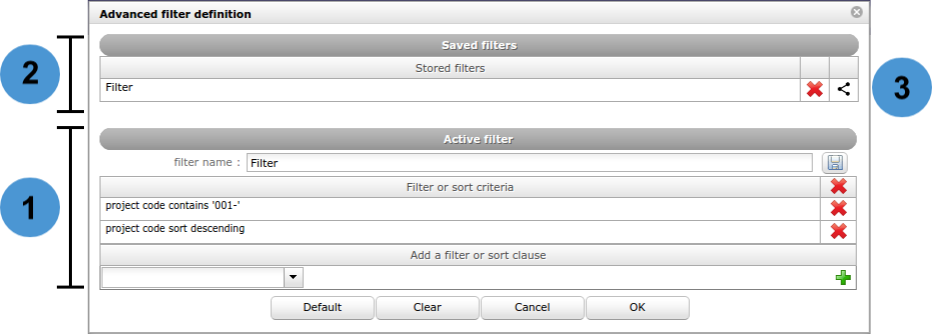 Advanced filter definition
Saved filters
2
Stored filters
Filter
3
Active filter
filter name : Filter
Filter or sort criteria
1
project code contains '001-'
project code sort descending
Add a filter or sort clause
Default Clear Cancel OK